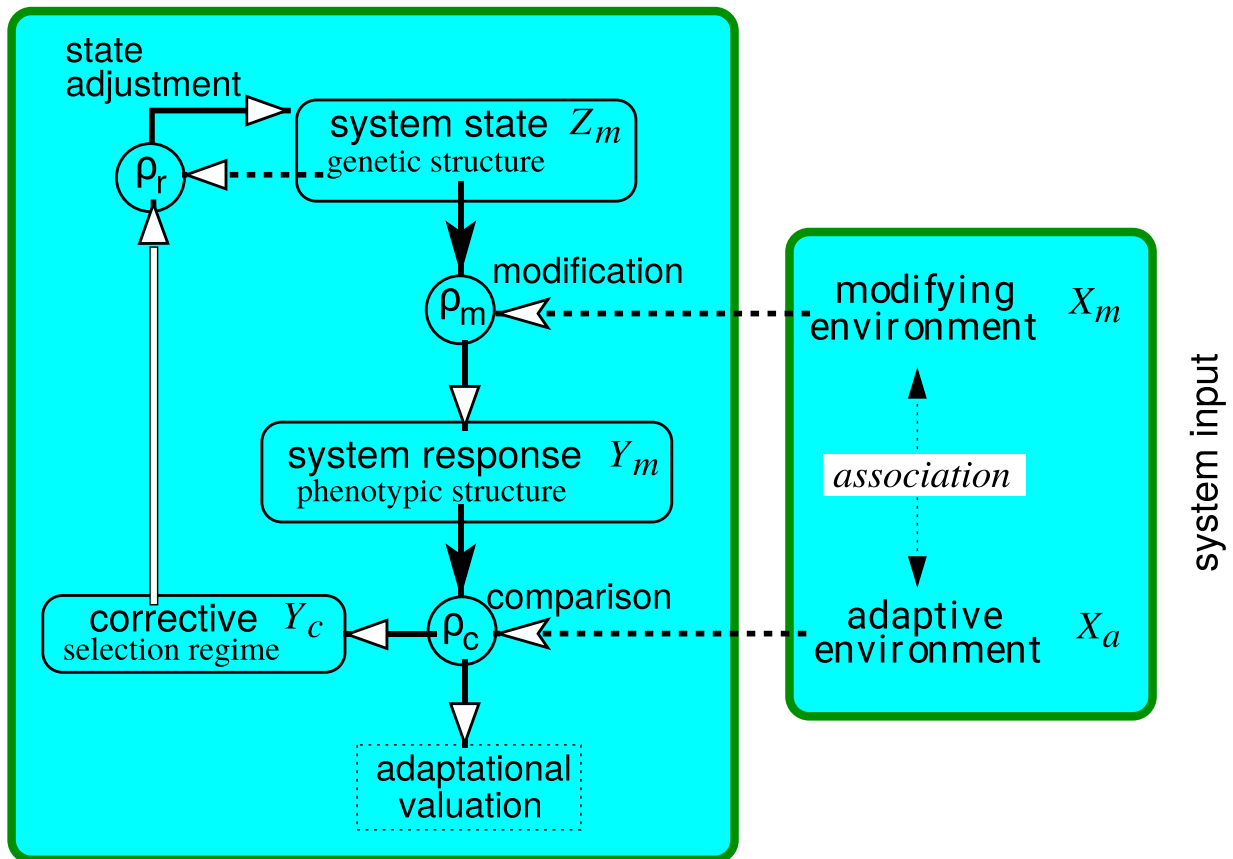 state
adjustment
system state Zm
genetic structure
ρr
modification
ρm
modifying Xm
environment
system response Ym
phenotypic structure
association
system input
comparison
corrective Yc
selection regime
ρc
adaptive Xa
environment
adaptational
valuation